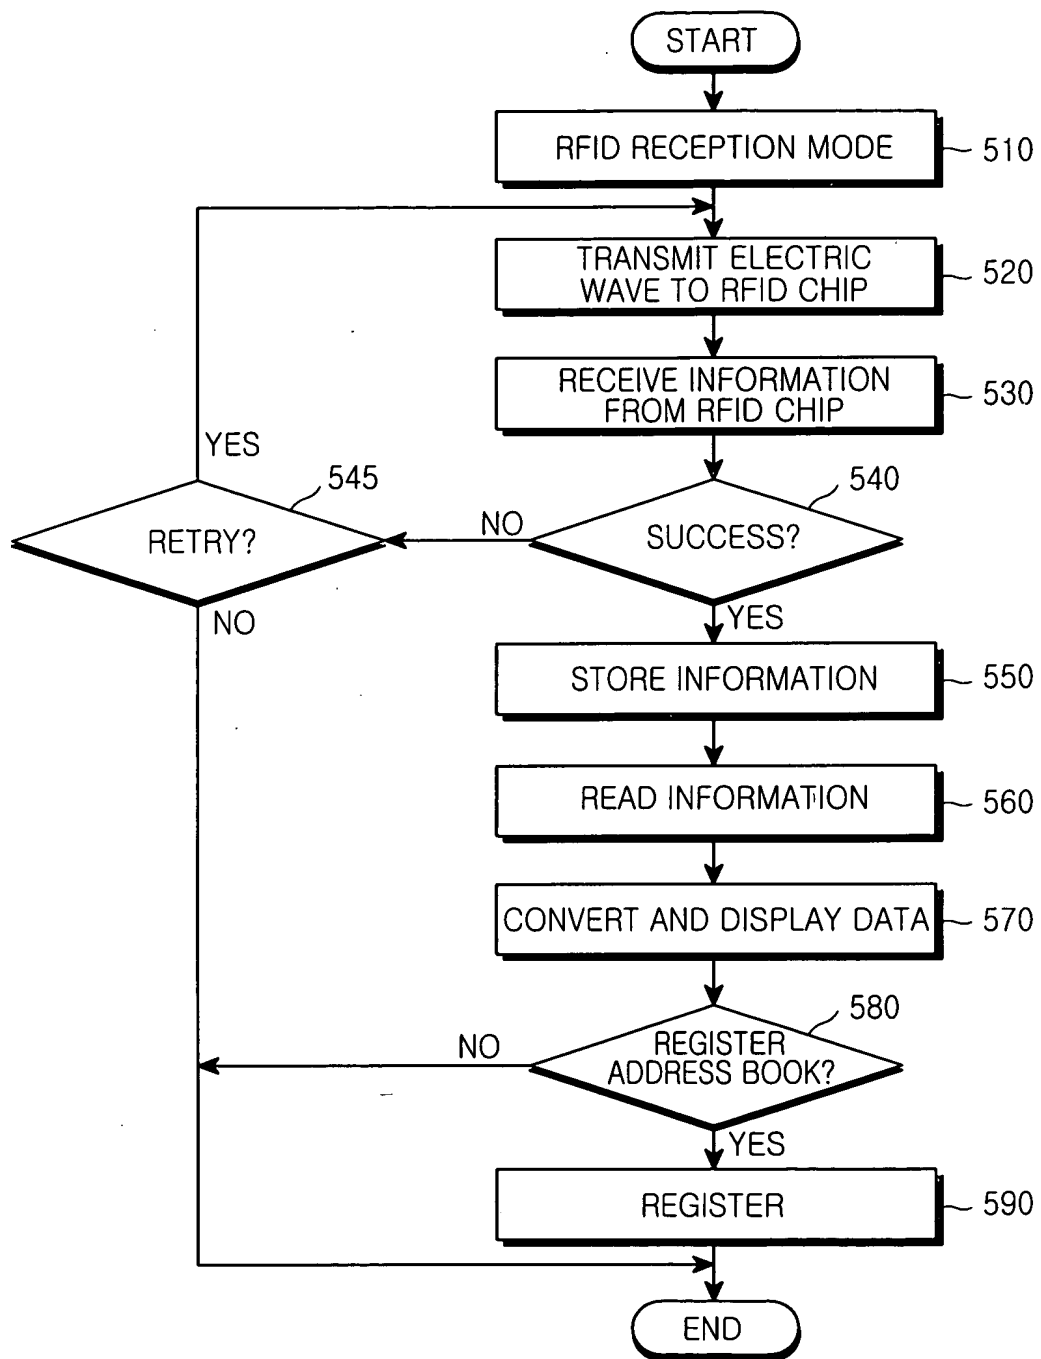 START
RFID RECEPTION MODE
510
TRANSMIT ELECTRIC
WAVE TO RFID CHIP
520
RECEIVE INFORMATION
FROM RFID CHIP
530
YES
545
RETRY?
NO
540
SUCCESS?
NO
YES
STORE INFORMATION
550
READ INFORMATION
560
CONVERT AND DISPLAY DATA
570
580
NO
REGISTER
ADDRESS BOOK?
YES
REGISTER
590
END